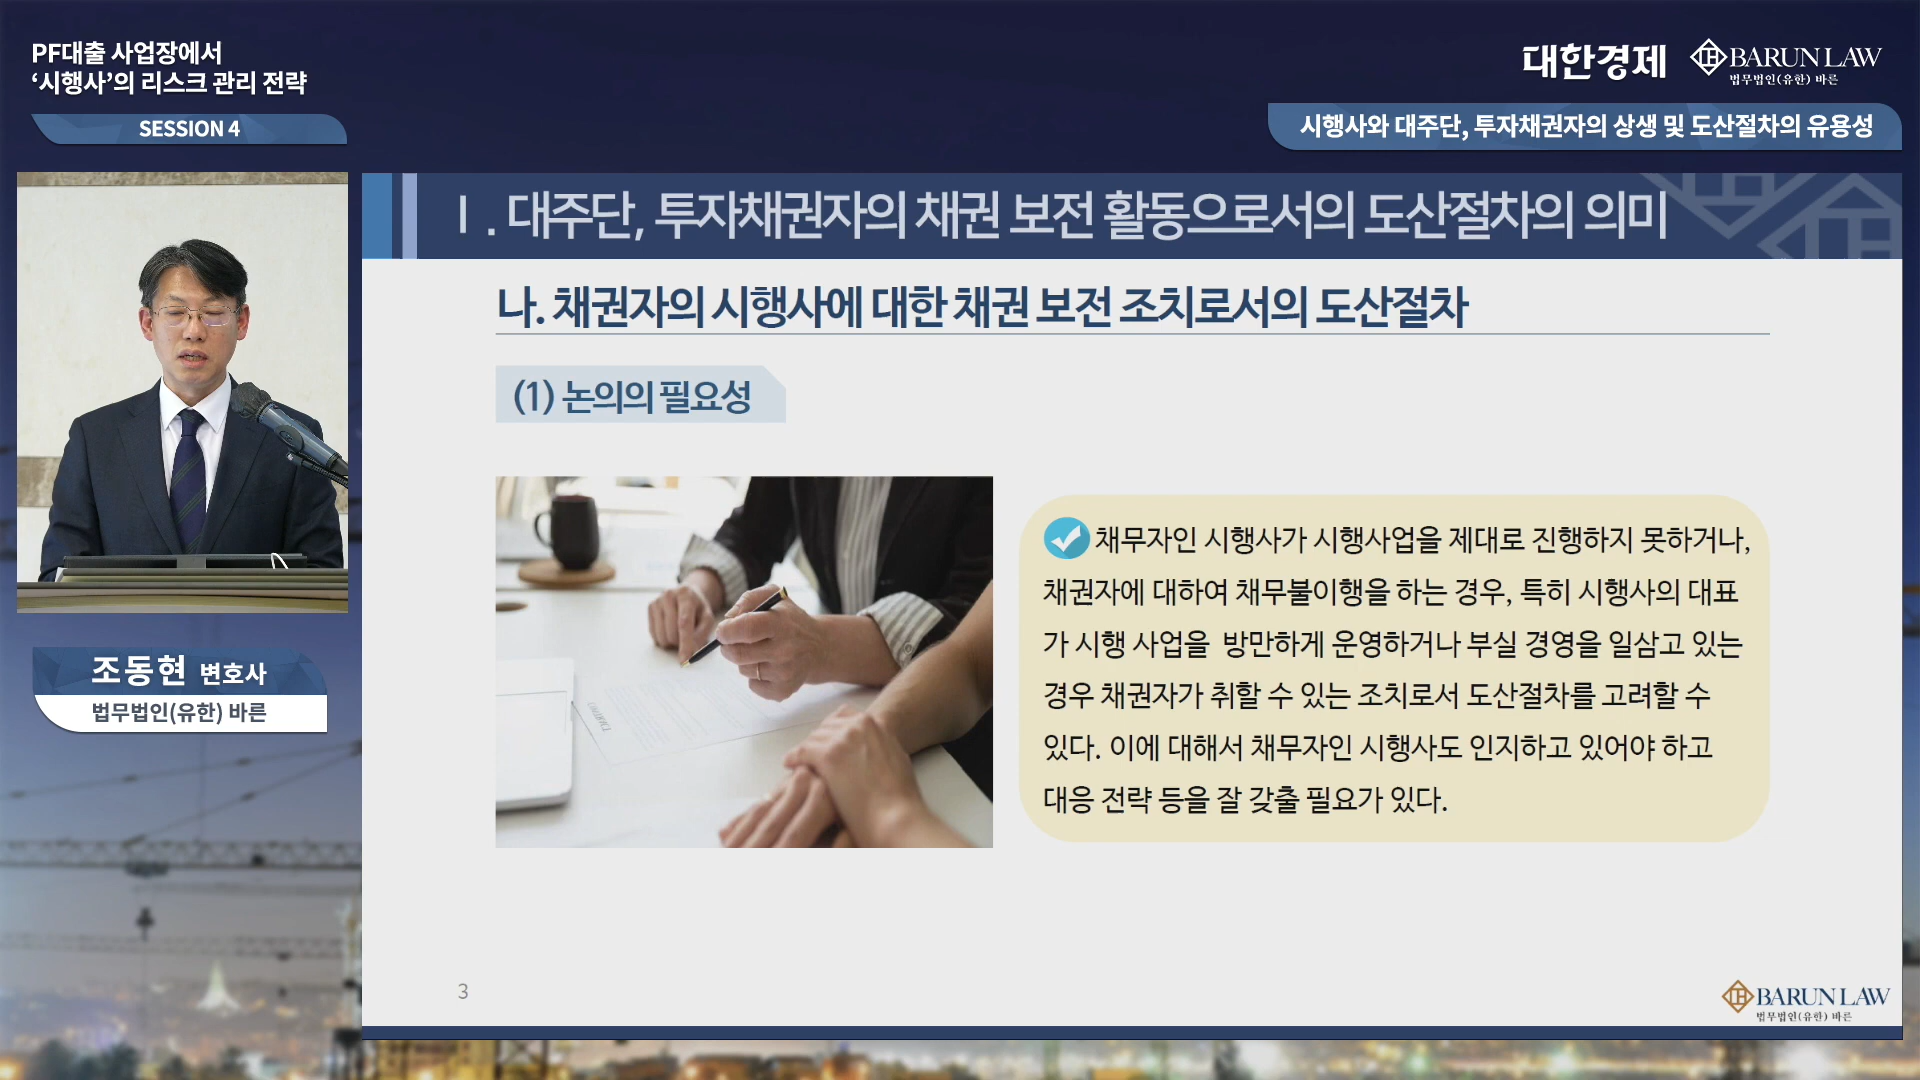 PF대출 사업장에서
‘시행사’의 리스크 관리 전략
SESSION 4
대한경제
BARUN LAW
법무법인(유한) 바른
시행사와 대주단, 투자채권자의 상생 및 도산절차의 유용성
Ⅰ. 대주단, 투자채권자의 채권 보전 활동으로서의 도산절차의 의미
나. 채권자의 시행사에 대한 채권 보전 조치로서의 도산절차
(1) 논의의 필요성
채무자인 시행사가 시행사업을 제대로 진행하지 못하거나,
채권자에 대하여 채무불이행을 하는 경우, 특히 시행사의 대표
가 시행 사업을 방만하게 운영하거나 부실 경영을 일삼고 있는
경우 채권자가 취할 수 있는 조치로서 도산절차를 고려할 수
있다. 이에 대해서 채무자인 시행사도 인지하고 있어야 하고
대응 전략 등을 잘 갖출 필요가 있다.
조동현 변호사
법무법인(유한) 바른
3
BARUN LAW
법무법인(유한) 바른